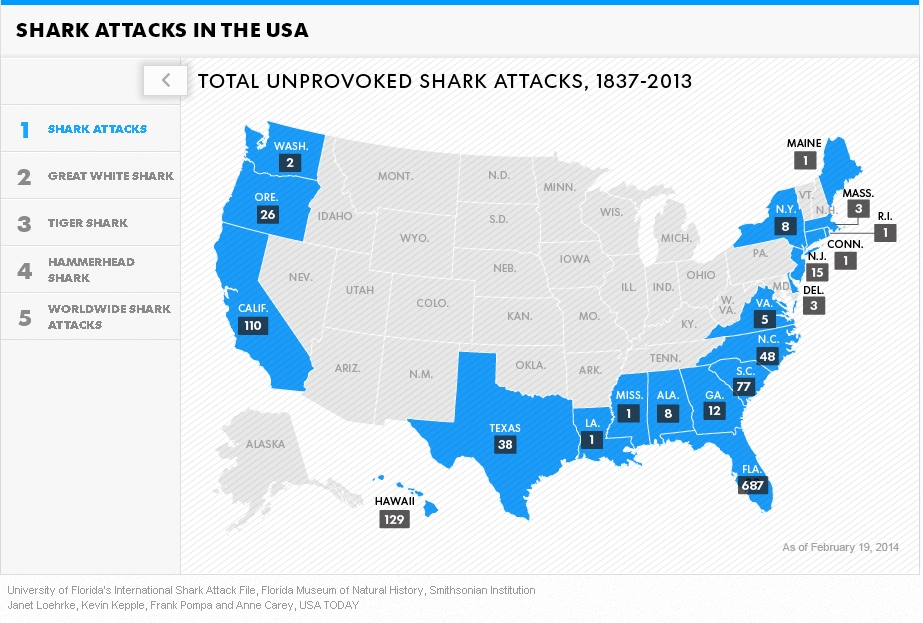 SHARK ATTACKS IN THE USA
TOTAL UNPROVOKED SHARK ATTACKS, 1837-2013
1 SHARK ATTACKS
2 GREAT WHITE SHARK
3 TIGER SHARK
4 HAMMERHEAD
SHARK
5 WORLDWIDE SHARK
ATTACKS
WASH.
2
ORE.
26
CALIF.
110
IDAHO
MONT.
N.D.
MINN.
S.D.
WYO.
NEV.
UTAH
COLO.
NEB.
IOWA
WIS.
MICH.
ILL.
IND.
OHIO
PA.
KAN.
MO.
KY.
W.
VA.
MD.
ARIZ.
N.M.
OKLA.
ARK.
TENN.
VT.
N.H.
MAINE
1
MASS.
3
R.I.
1
CONN.
1
N.Y.
8
N.J.
15
DEL.
3
VA.
5
N.C.
48
S.C.
77
GA.
12
ALA.
8
MISS.
1
LA.
1
TEXAS
38
FLA.
687
ALASKA
HAWAII
129
As of February 19, 2014
University of Florida's International Shark Attack File, Florida Museum of Natural History, Smithsonian Institution
Janet Loehrke, Kevin Kepple, Frank Pompa and Anne Carey, USA TODAY